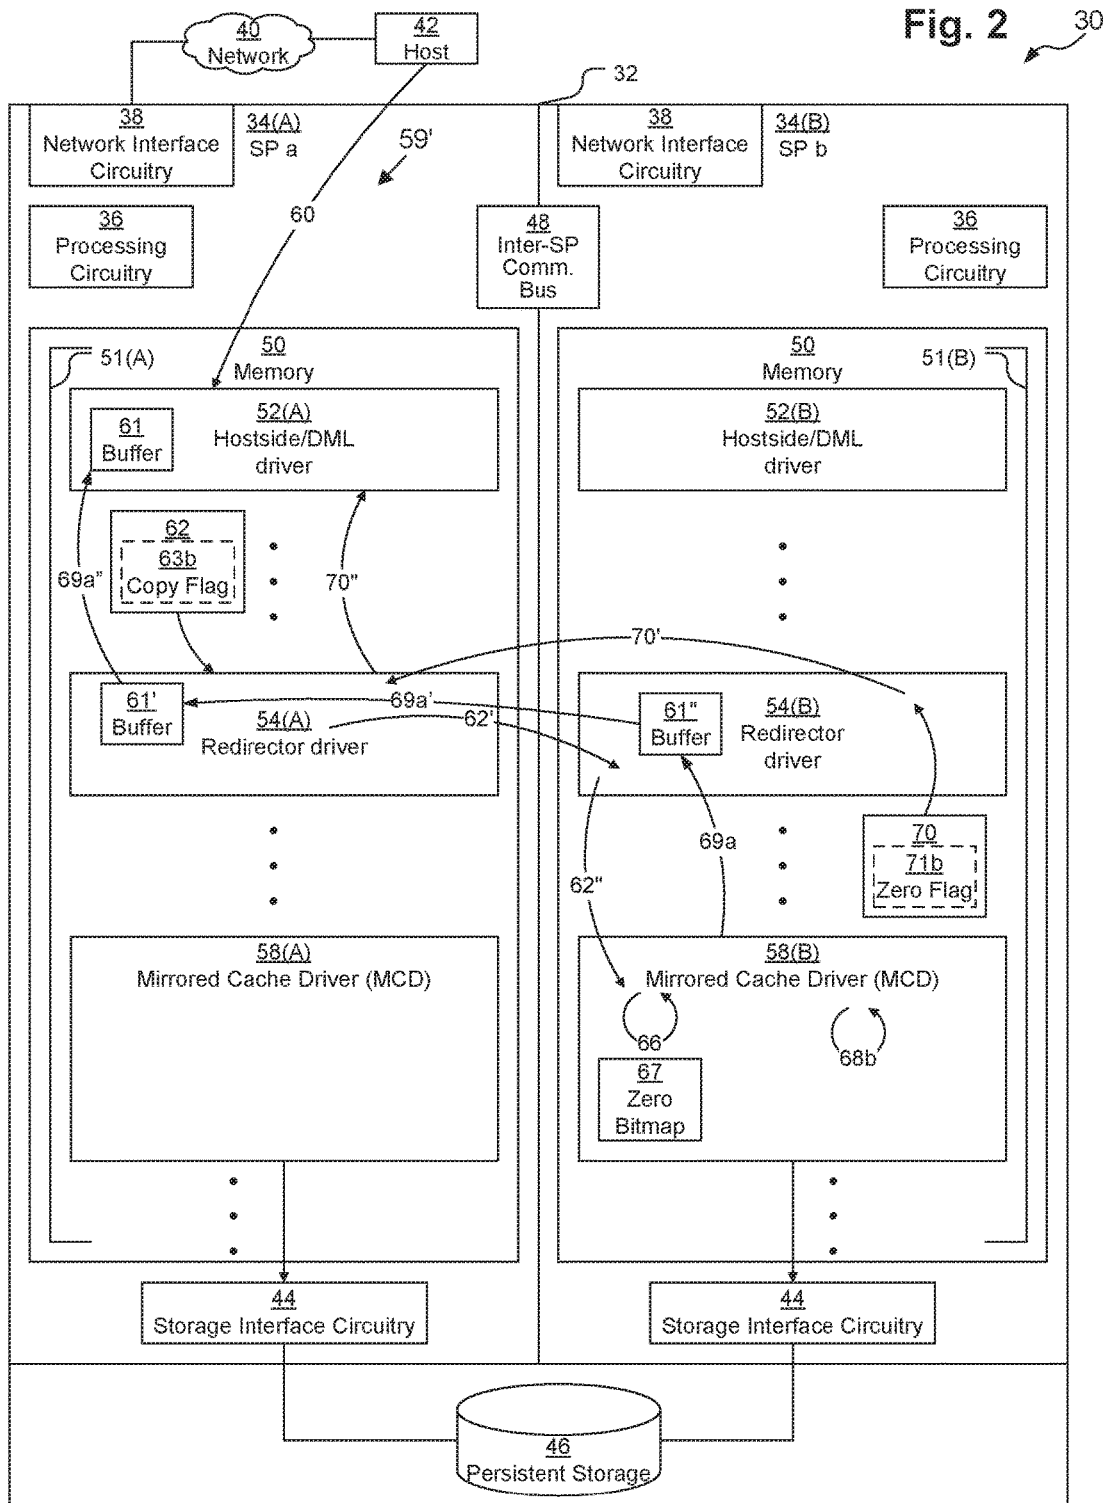 Fig. 2
30
40
Network
42
Host
32
38
Network Interface
Circuitry
34(A)
SP a
59'
38
Network Interface
Circuitry
34(B)
SP b
36
Processing
Circuitry
60
48
Inter-SP
Comm.
Bus
36
Processing
Circuitry
51(A)
50
Memory
50
Memory
51(B)
52(A)
Hostside/DML
driver
61
Buffer
52(B)
Hostside/DML
driver
62
63b
Copy Flag
69a"
70"
70'
61'
Buffer
69a'
62'
54(A)
Redirector driver
61"
Buffer
54(B)
Redirector
driver
69a
62"
70
71b
Zero Flag
58(A)
Mirrored Cache Driver (MCD)
58(B)
Mirrored Cache Driver (MCD)
66
68b
67
Zero
Bitmap
44
Storage Interface Circuitry
44
Storage Interface Circuitry
46
Persistent Storage